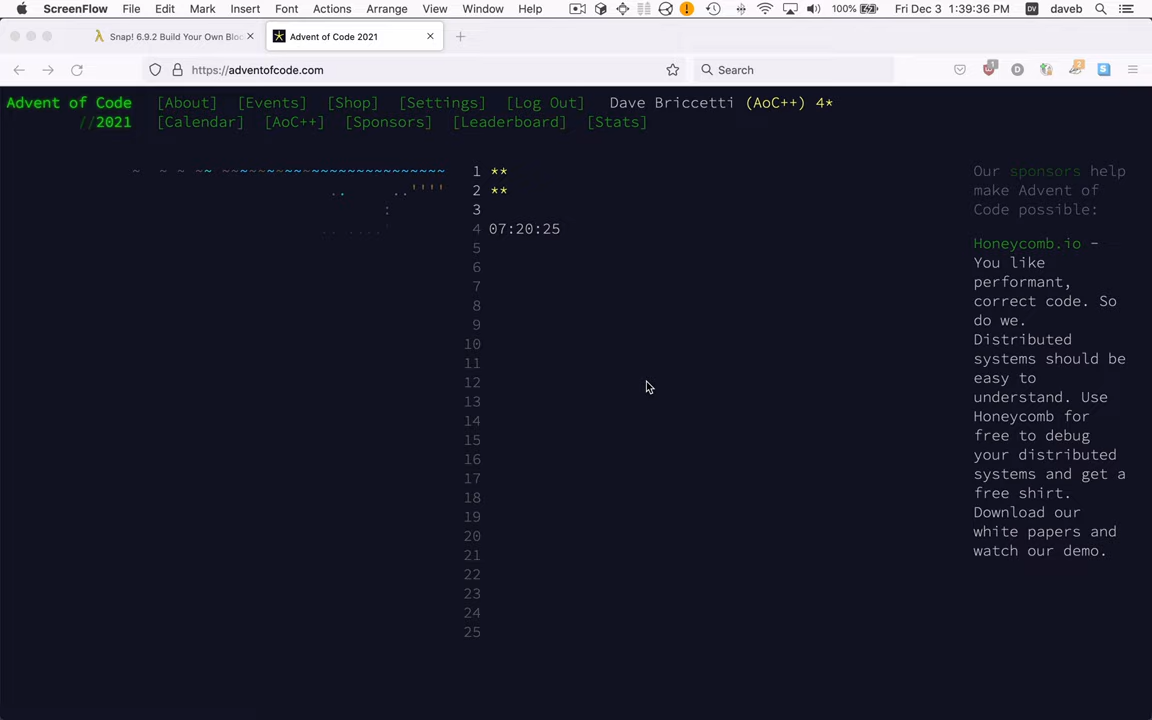 ScreenFlow File Edit Mark Insert Font Actions Arrange View Window Help 100% Fri Dec 3 1:39:36 PM DV daveb
Snap! 6.9.2 Build Your Own Bloc Advent of Code 2021
https://adventofcode.com Search 1 D 2 S
Advent of Code [About] [Events] [Shop] [Settings] [Log Out] Dave Briccetti (AoC++) 4*
//2021 [Calendar] [AoC++] [Sponsors] [Leaderboard] [Stats]
~ ~ ~ ~~ ~~~~~~~~~~~~~~~~~~~~~~~~~ 1 **
.. ..'''' 2 **
: 3
.. ....' 4 07:20:25
5
6
7
8
9
10
11
12
13
14
15
16
17
18
19
20
21
22
23
24
25
Our sponsors help
make Advent of
Code possible:
Honeycomb.io -
You like
performant,
correct code. So
do we.
Distributed
systems should be
easy to
understand. Use
Honeycomb for
free to debug
your distributed
systems and get a
free shirt.
Download our
white papers and
watch our demo.